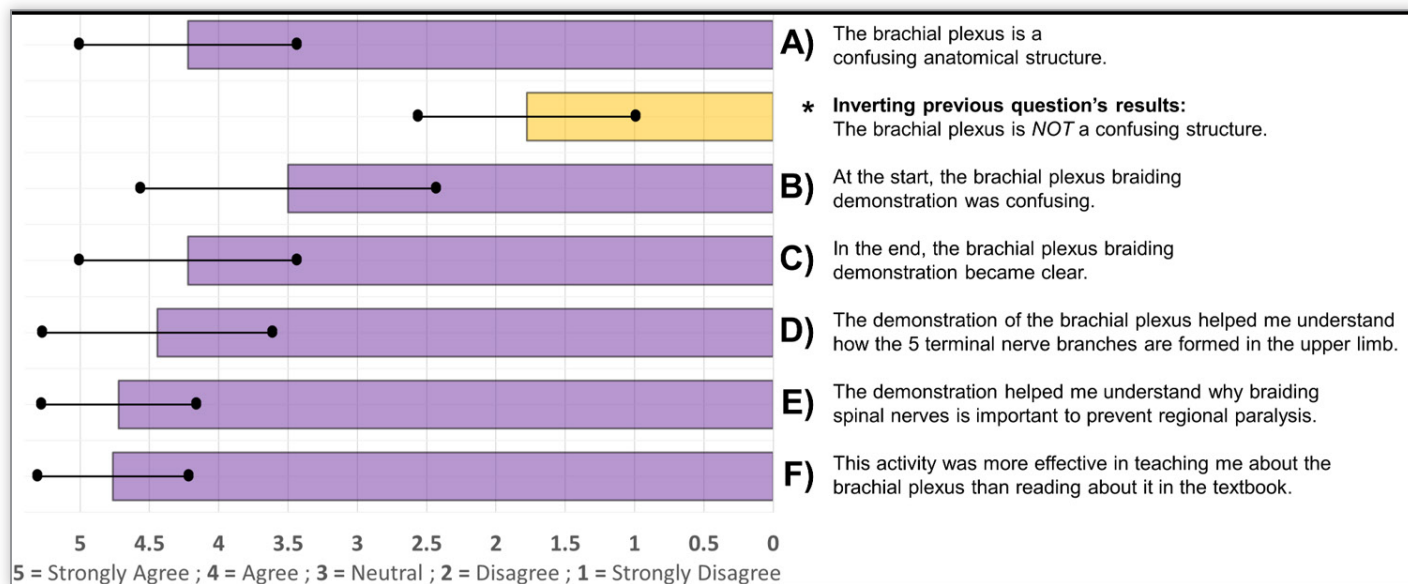 A) The brachial plexus is a
confusing anatomical structure.
* Inverting previous question's results:
The brachial plexus is NOT a confusing structure.
B) At the start, the brachial plexus braiding
demonstration was confusing.
C) In the end, the brachial plexus braiding
demonstration became clear.
D) The demonstration of the brachial plexus helped me understand
how the 5 terminal nerve branches are formed in the upper limb.
E) The demonstration helped me understand why braiding
spinal nerves is important to prevent regional paralysis.
F) This activity was more effective in teaching me about the
brachial plexus than reading about it in the textbook.
5 4.5 4 3.5 3 2.5 2 1.5 1 0.5 0
5 = Strongly Agree ; 4 = Agree ; 3 = Neutral ; 2 = Disagree ; 1 = Strongly Disagree